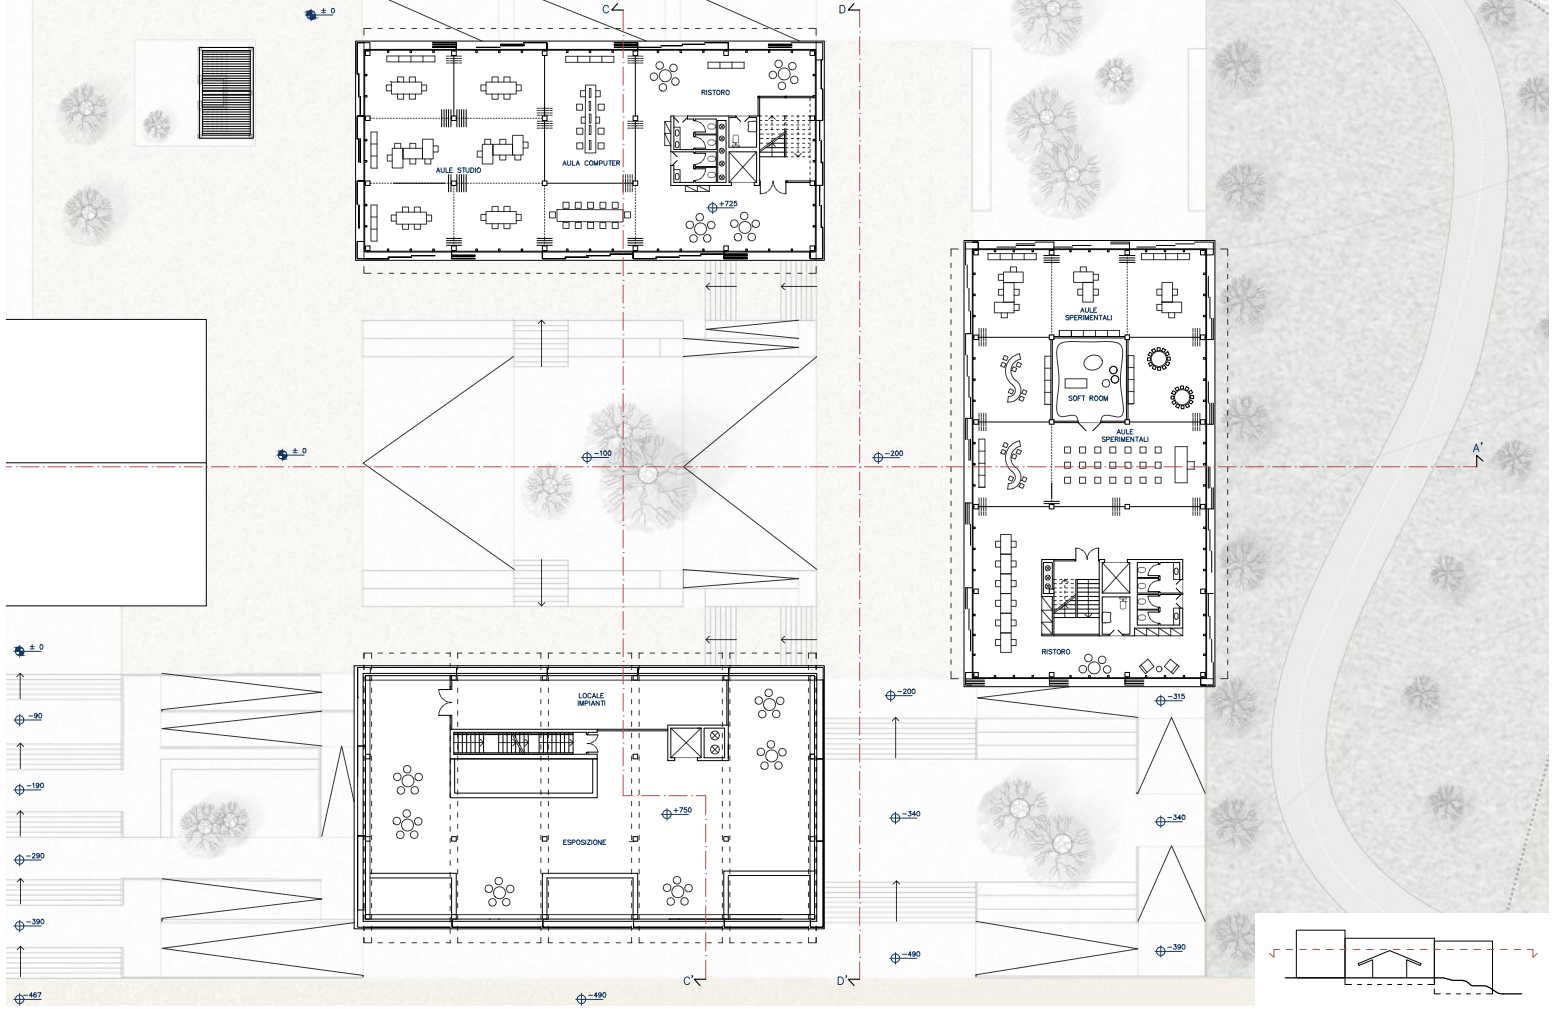 ± 0
C
D
RISTORO
AULE STUDIO
AULA COMPUTER
+725
AULE
SPERIMENTALI
SOFT ROOM
AULE
SPERIMENTALI
± 0
-100
-200
A'
± 0
RISTORO
-90
LOCALE
IMPIANTI
-200
-315
-190
+750
-340
-340
ESPOSIZIONE
-290
-390
-490
-390
C'
D'
-467
-490